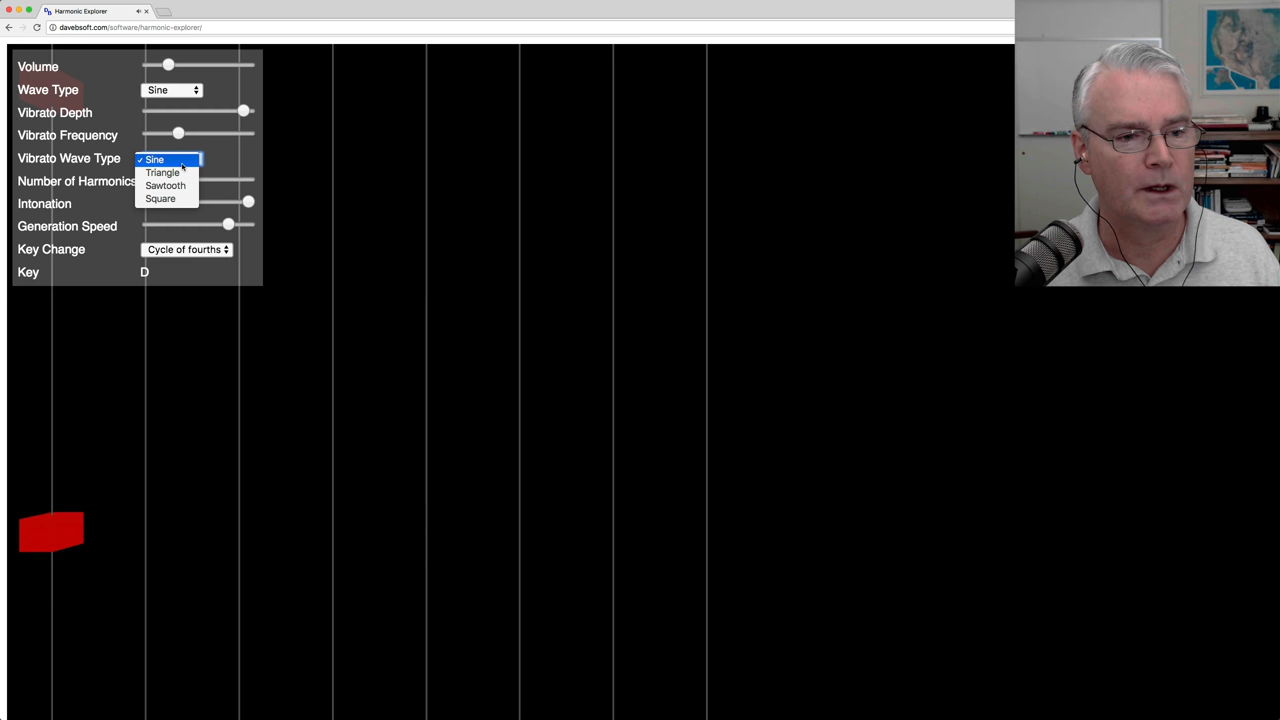 Harmonic Explorer
davebsoft.com/software/harmonic-explorer/
Volume
Wave Type Sine
Vibrato Depth
Vibrato Frequency
Vibrato Wave Type ✓ Sine
Triangle
Number of Harmonics
Sawtooth
Square
Intonation
Generation Speed
Key Change Cycle of fourths
Key D